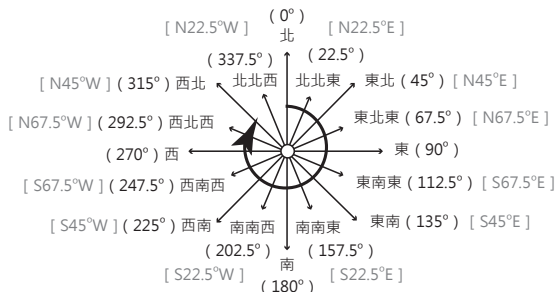 [ N22.5°W ] ( 0° ) [ N22.5°E ]
北
( 337.5° ) ( 22.5° )
[ N45°W ] ( 315° ) 西北 北北西 北北東 東北 ( 45° ) [ N45°E ]
[ N67.5°W ] ( 292.5° ) 西北西 東北東 ( 67.5° ) [ N67.5°E ]
( 270° ) 西 東 ( 90° )
[ S67.5°W ] ( 247.5° ) 西南西 東南東 ( 112.5° ) [ S67.5°E ]
[ S45°W ] ( 225° ) 西南 南南西 南南東 東南 ( 135° ) [ S45°E ]
( 202.5° ) ( 157.5° )
南
[ S22.5°W ] ( 180° ) [ S22.5°E ]